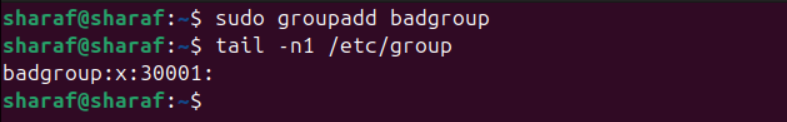 sharaf@sharaf:~$ sudo groupadd badgroup
sharaf@sharaf:~$ tail -n1 /etc/group
badgroup:x:30001:
sharaf@sharaf:~$